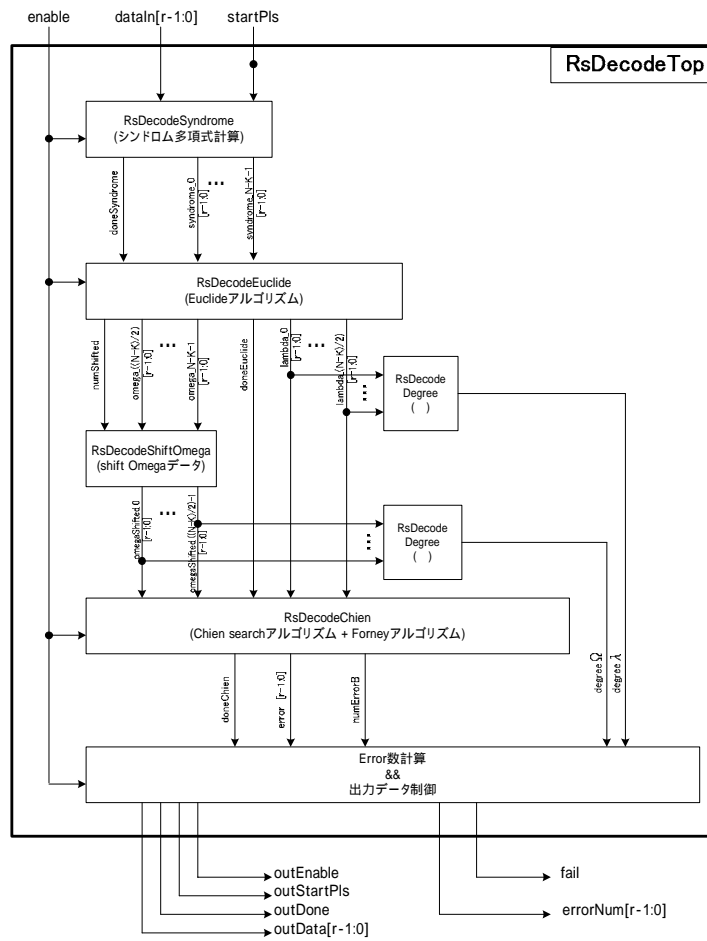 enable
dataIn[r-1:0]
startPls
RsDecodeTop
RsDecodeSyndrome
(シンドロム多項式計算)
doneSyndrome
syndrome_0
[r-1:0]
...
syndrome_N-K-1
[r-1:0]
RsDecodeEuclide
(Euclideアルゴリズム)
numShifted
omega_((N-K)/2)
[r-1:0]
...
omega_N-K-1
[r-1:0]
doneEuclide
lambda_0
[r-1:0]
...
lambda_(N-K)/2)
[r-1:0]
...
RsDecode
Degree
( )
RsDecodeShiftOmega
(shift Omegaデータ)
omegaShifted_0
[r-1:0]
...
omegaShifted_((N-K)/2)-1
[r-1:0]
...
RsDecode
Degree
( )
RsDecodeChien
(Chien searchアルゴリズム + Forneyアルゴリズム)
doneChien
error [r-1:0]
numErrorB
degree Ω
degree λ
Error数計算
&&
出力データ制御
outEnable
outStartPls
outDone
outData[r-1:0]
fail
errorNum[r-1:0]